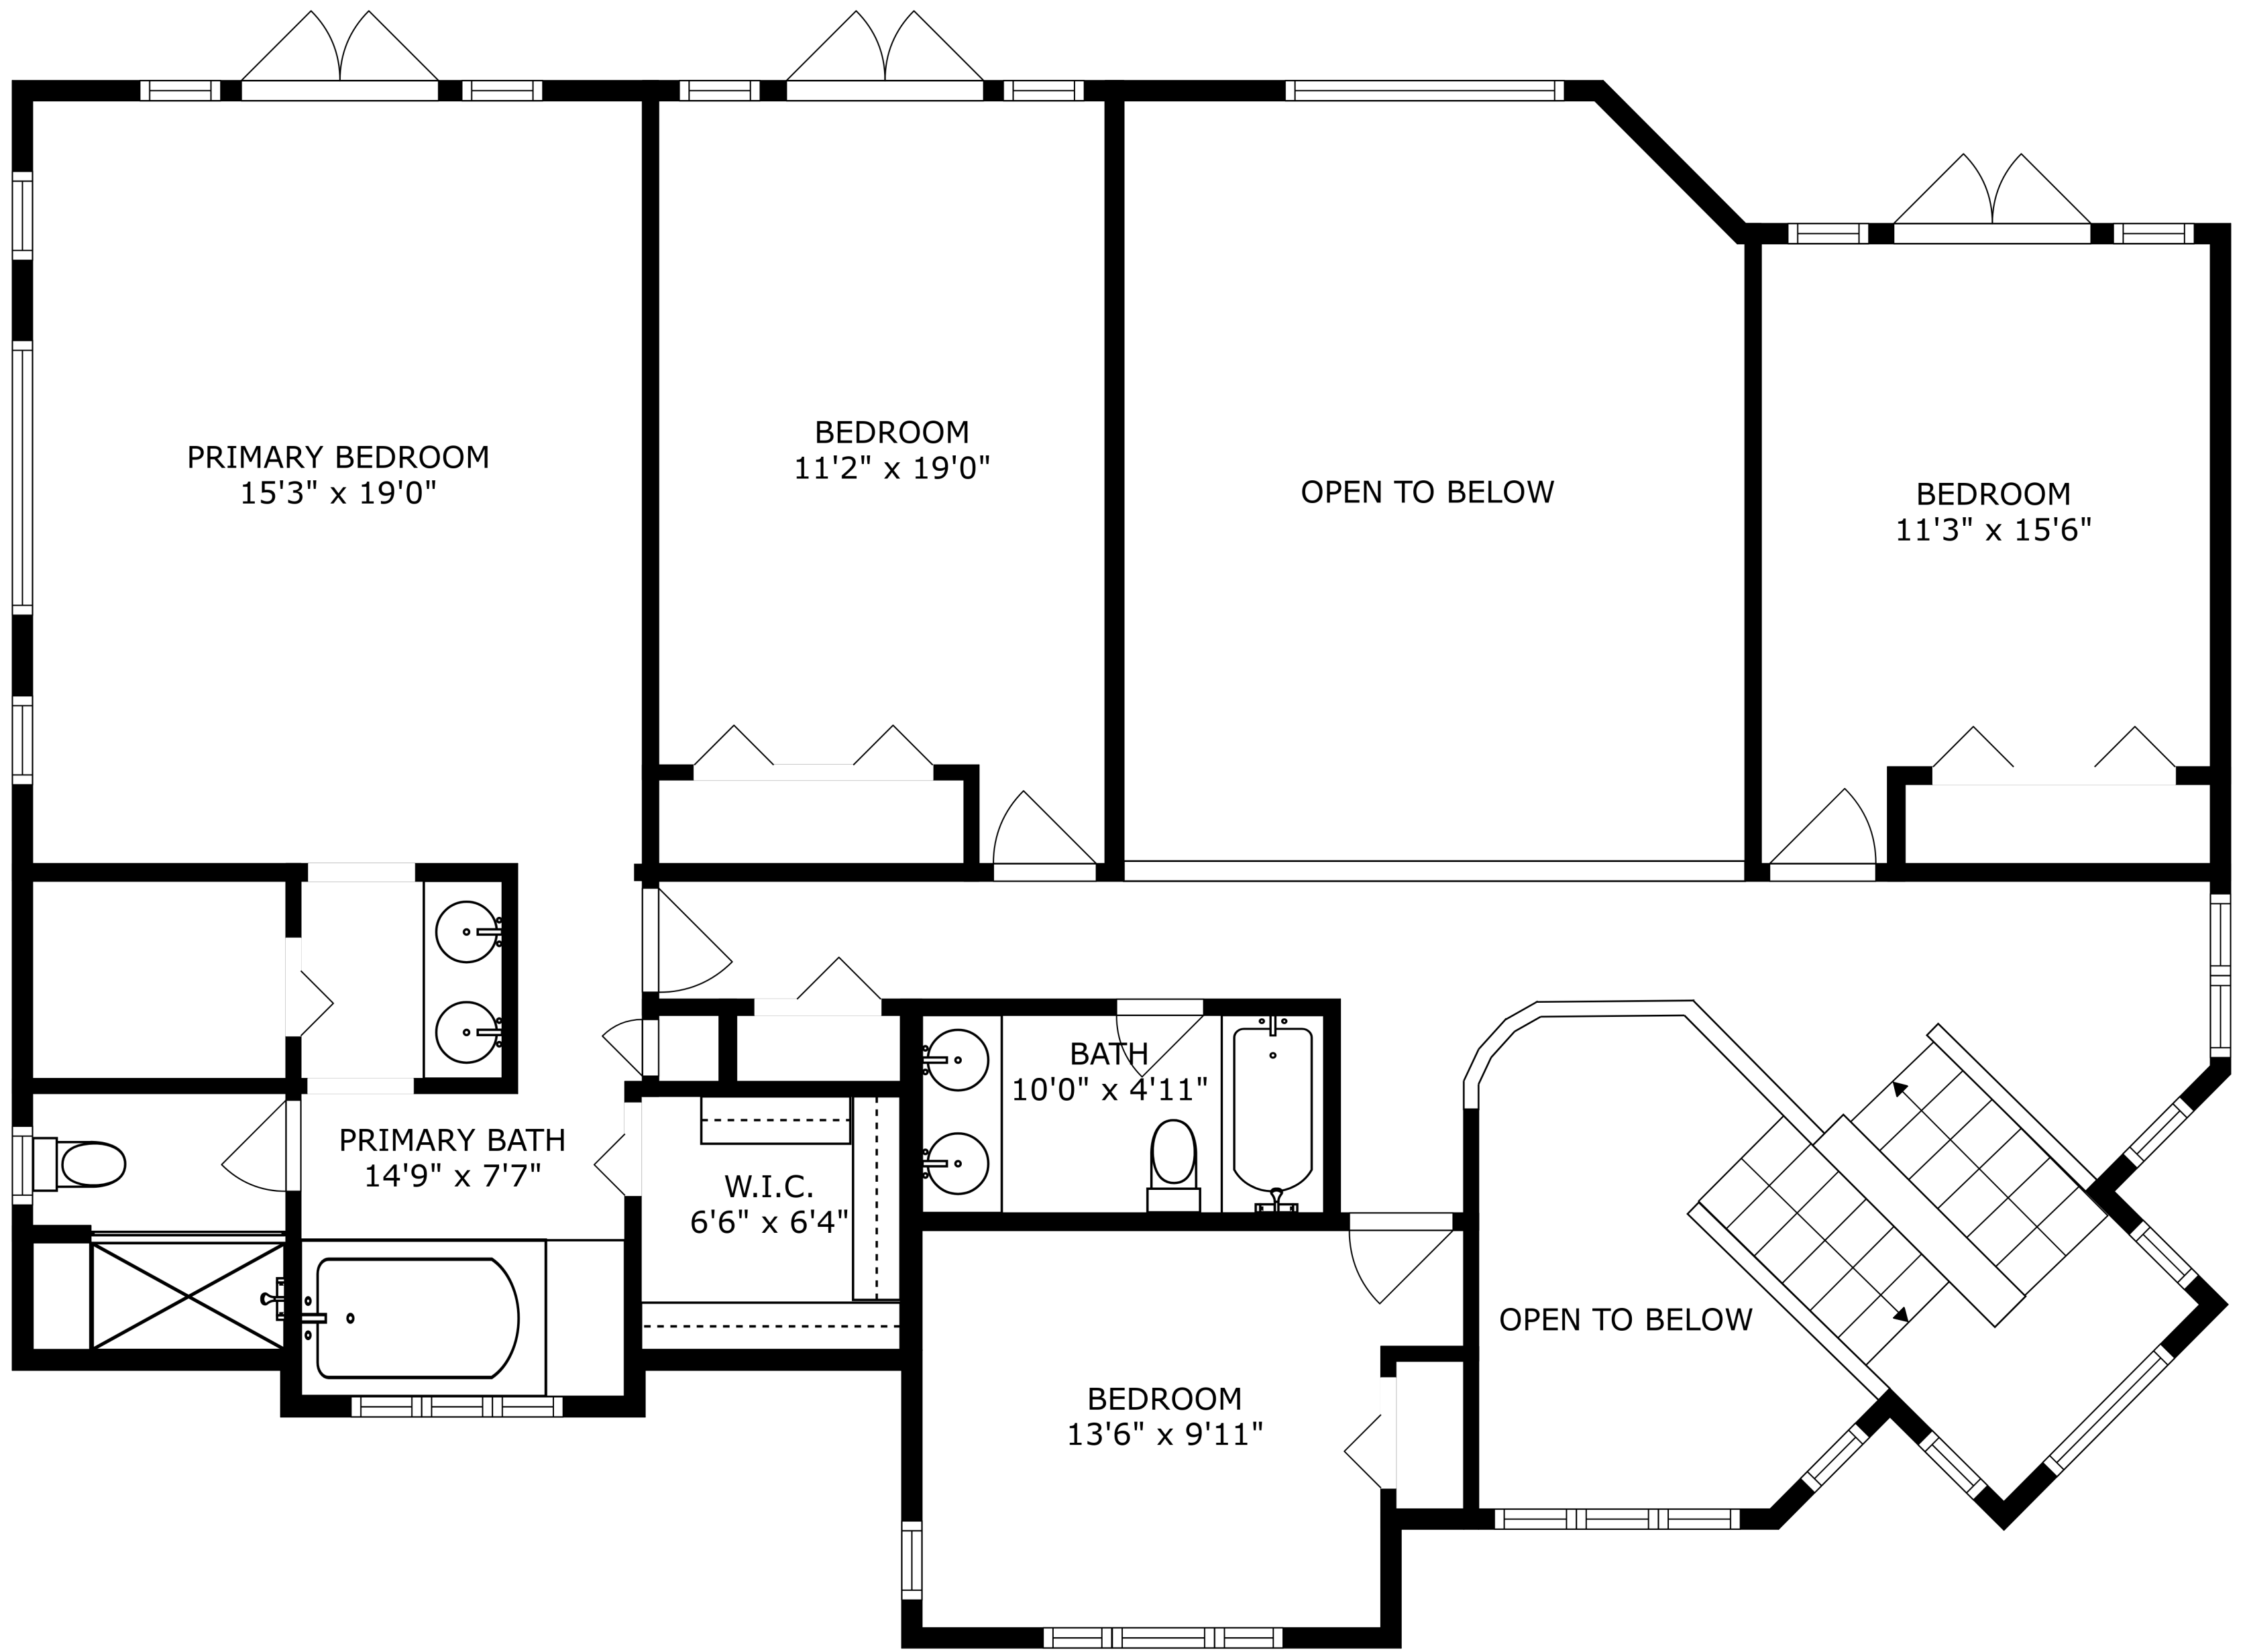 PRIMARY BEDROOM
15'3" x 19'0"
BEDROOM
11'2" x 19'0"
OPEN TO BELOW
BEDROOM
11'3" x 15'6"
PRIMARY BATH
14'9" x 7'7"
W.I.C.
6'6" x 6'4"
BATH
10'0" x 4'11"
BEDROOM
13'6" x 9'11"
OPEN TO BELOW